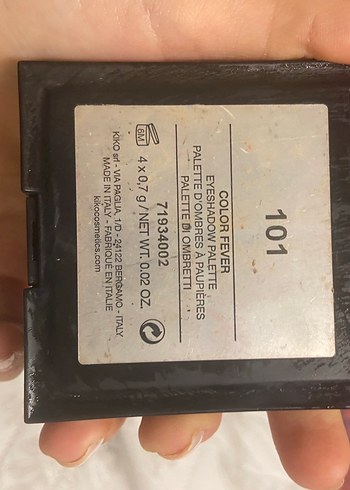 101
COLOR FEVER
EYESHADOW PALETTE
PALETTE D'OMBRES À PAUPIÈRES
PALETTE DI OMBRETTI
71934002
6M 4 x 0,7 g / NET WT. 0.02 OZ.
KIKO srl - VIA PAGLIA, 1/D - 24122 BERGAMO - ITALY
MADE IN ITALY - FABRIQUÉ EN ITALIE
kikocosmetics.com